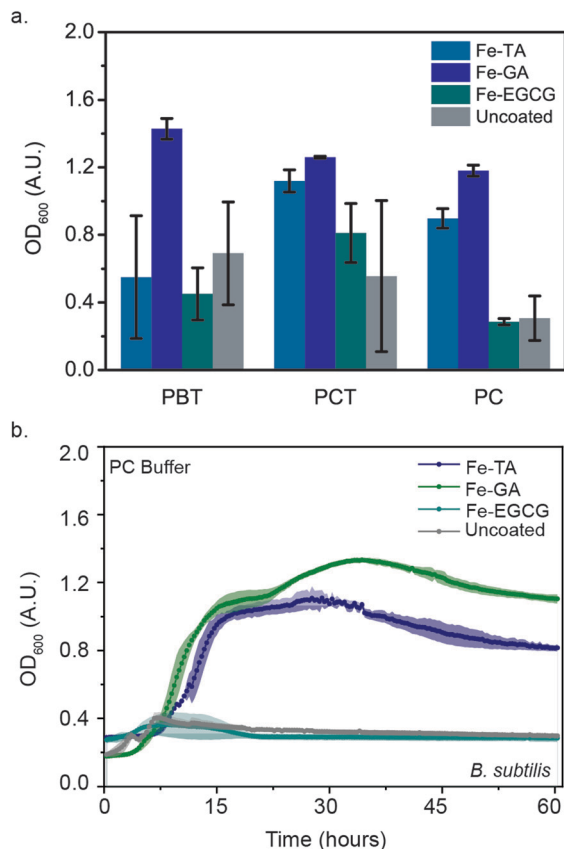 a.
2.0
1.6
1.2
0.8
0.4
0.0
OD600 (A.U.)
Fe-TA
Fe-GA
Fe-EGCG
Uncoated
PBT PCT PC
b.
2.0
1.6
1.2
0.8
0.4
0.0
OD600 (A.U.)
PC Buffer
Fe-TA
Fe-GA
Fe-EGCG
Uncoated
B. subtilis
0 15 30 45 60
Time (hours)